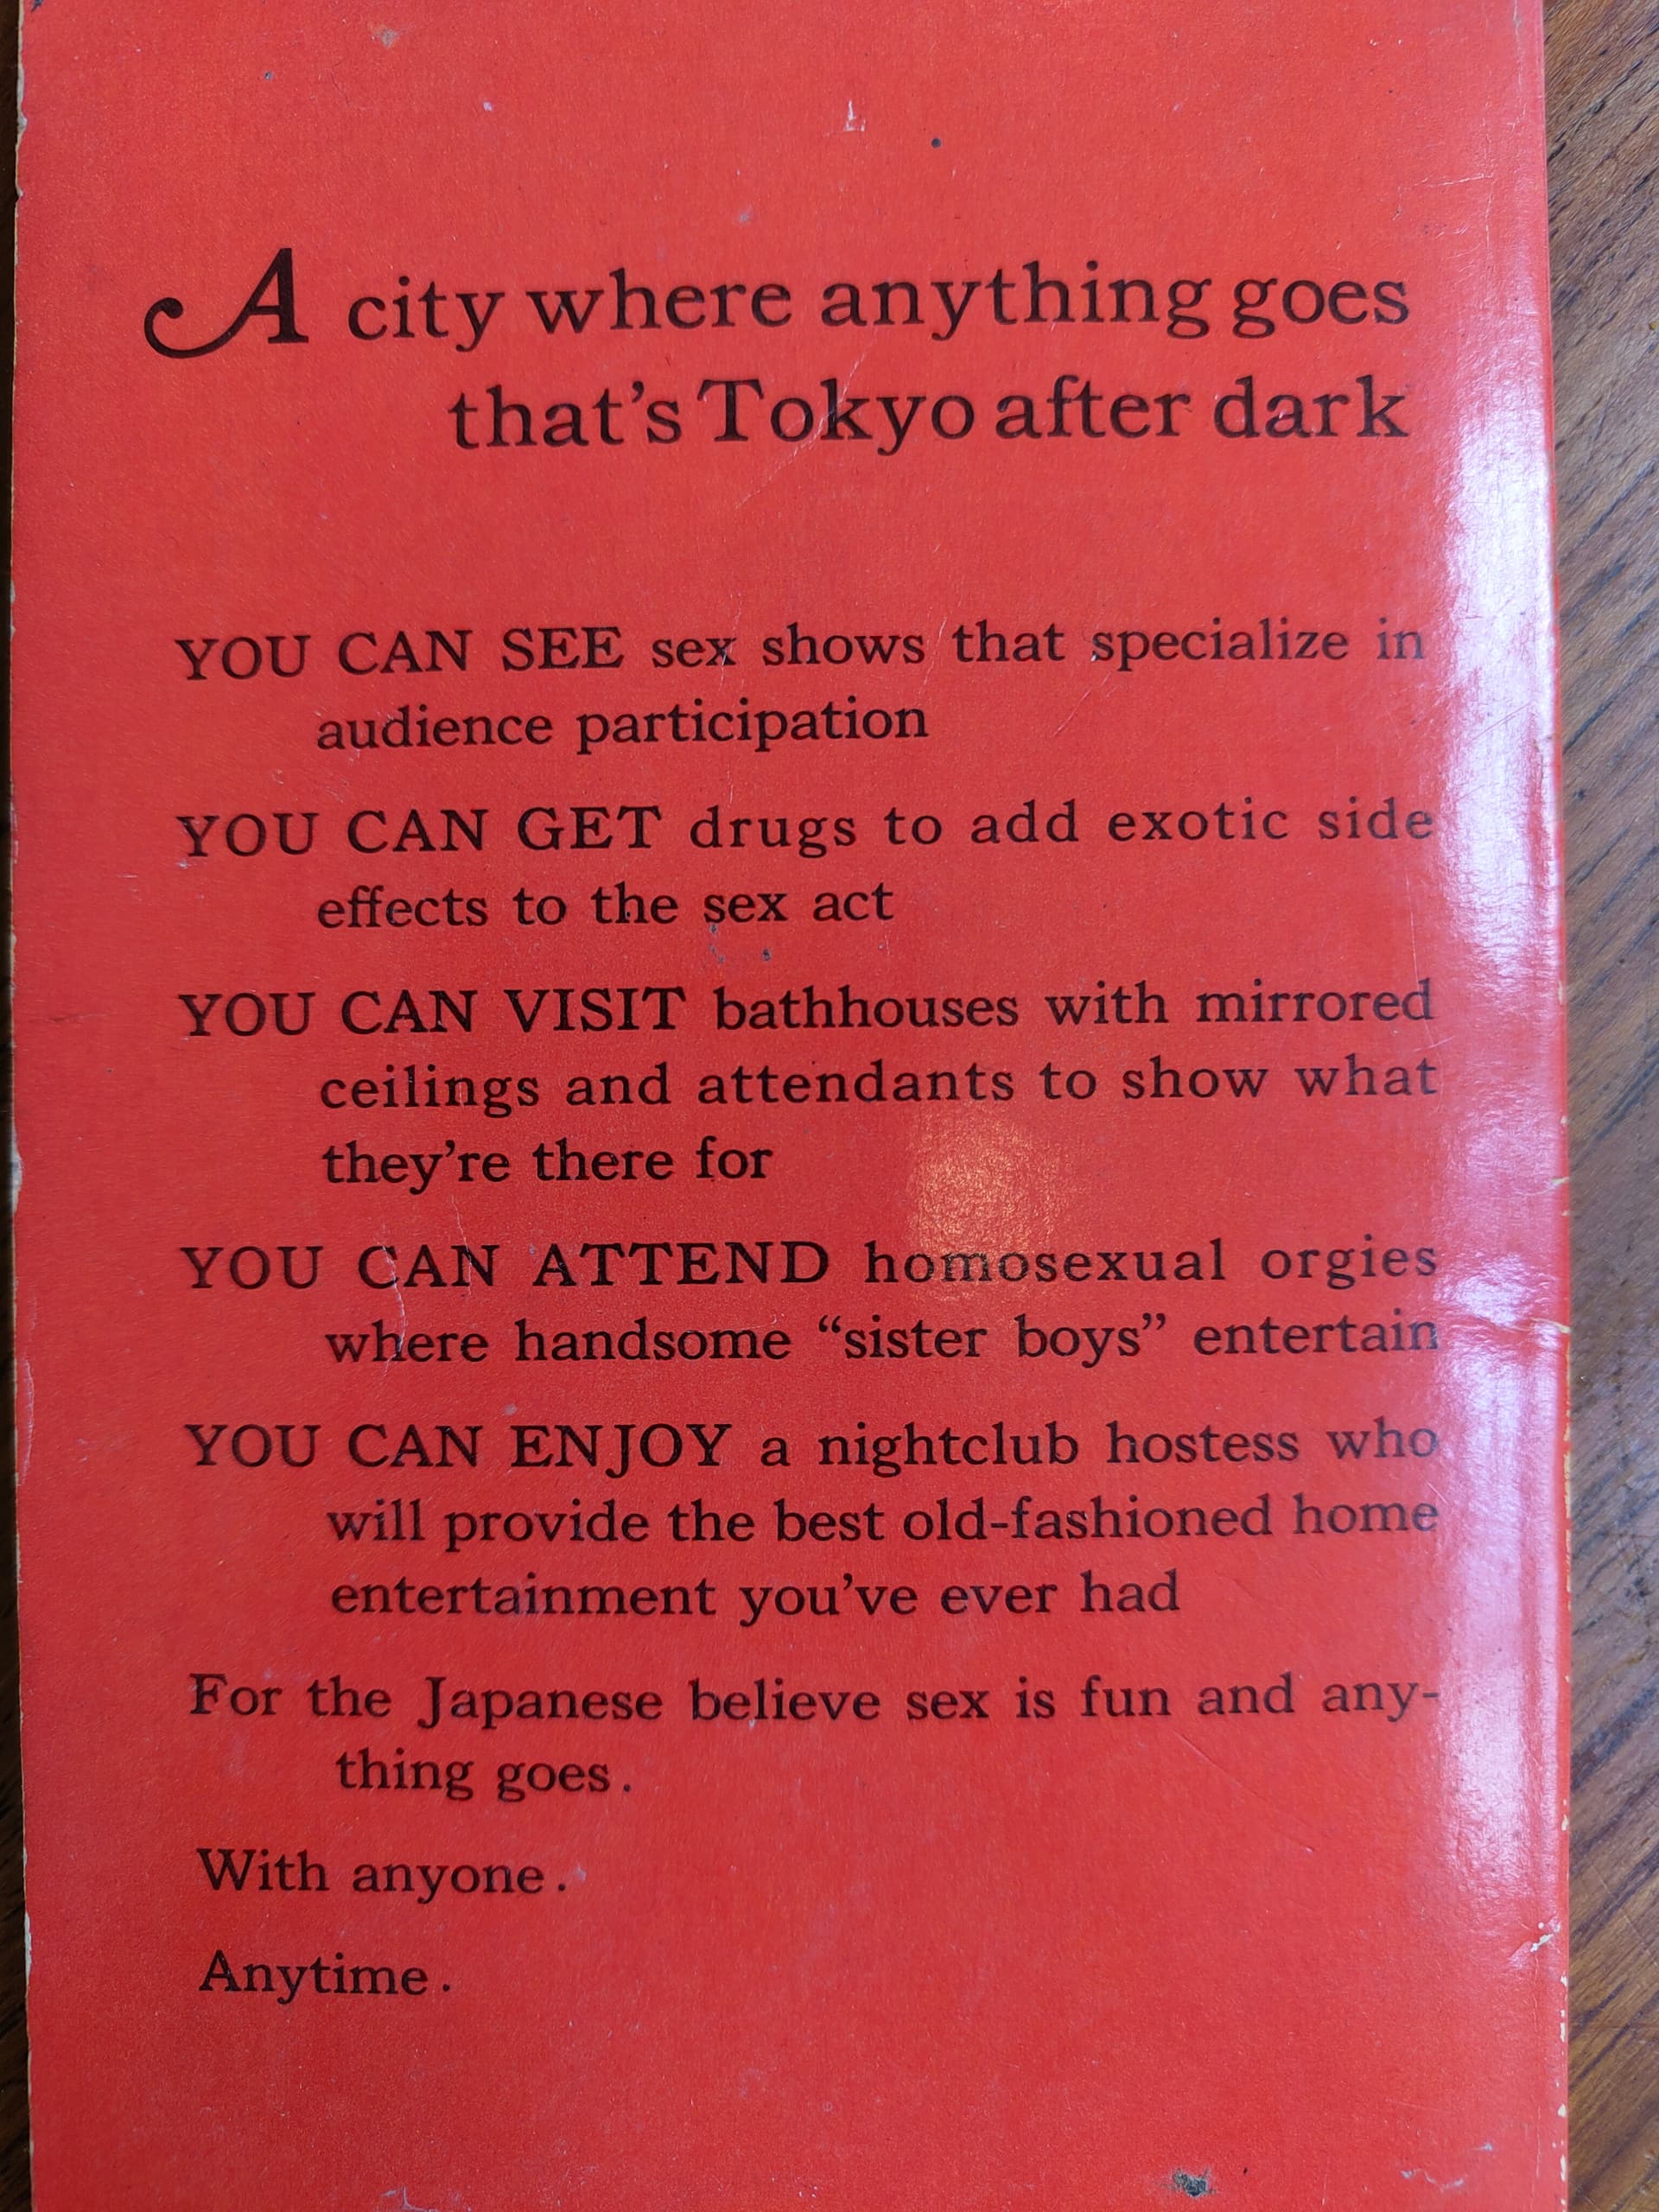 A city where anything goes
that's Tokyo after dark
YOU CAN SEE sex shows that specialize in
audience participation
YOU CAN GET drugs to add exotic side
effects to the sex act
YOU CAN VISIT bathhouses with mirrored
ceilings and attendants to show what
they're there for
YOU CAN ATTEND homosexual orgies
where handsome “sister boys” entertain
YOU CAN ENJOY a nightclub hostess who
will provide the best old-fashioned home
entertainment you've ever had
For the Japanese believe sex is fun and any-
thing goes.
With anyone.
Anytime.